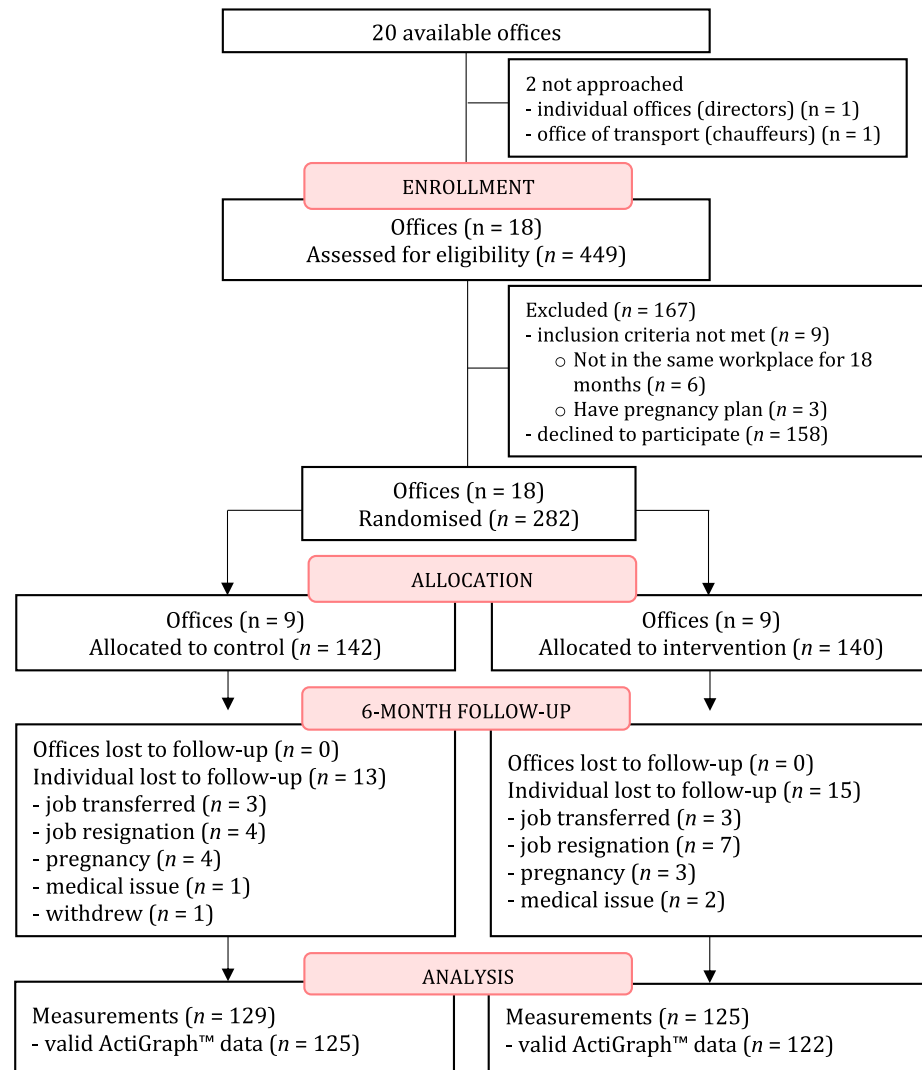 20 available offices
2 not approached
- individual offices (directors) (n = 1)
- office of transport (chauffeurs) (n = 1)
ENROLLMENT
Offices (n = 18)
Assessed for eligibility (n = 449)
Excluded (n = 167)
- inclusion criteria not met (n = 9)
○ Not in the same workplace for 18
months (n = 6)
○ Have pregnancy plan (n = 3)
- declined to participate (n = 158)
Offices (n = 18)
Randomised (n = 282)
ALLOCATION
Offices (n = 9)
Allocated to control (n = 142)
Offices (n = 9)
Allocated to intervention (n = 140)
6-MONTH FOLLOW-UP
Offices lost to follow-up (n = 0)
Individual lost to follow-up (n = 13)
- job transferred (n = 3)
- job resignation (n = 4)
- pregnancy (n = 4)
- medical issue (n = 1)
- withdrew (n = 1)
Offices lost to follow-up (n = 0)
Individual lost to follow-up (n = 15)
- job transferred (n = 3)
- job resignation (n = 7)
- pregnancy (n = 3)
- medical issue (n = 2)
ANALYSIS
Measurements (n = 129)
- valid ActiGraph™ data (n = 125)
Measurements (n = 125)
- valid ActiGraph™ data (n = 122)